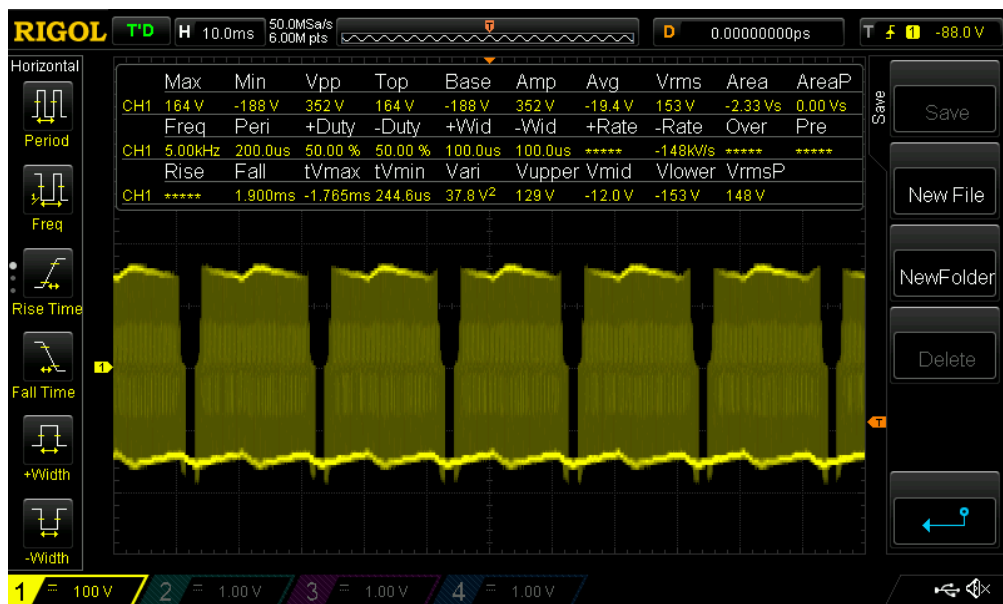 RIGOL T'D H 10.0ms 50.0MSa/s 6.00M pts T D 0.00000000ps T 1 -88.0 V
Horizontal
Period
Freq
Rise Time
Fall Time
+Width
-Width
Max Min Vpp Top Base Amp Avg Vrms Area AreaP
CH1 164 V -188 V 352 V 164 V -188 V 352 V -19.4 V 153 V -2.33 Vs 0.00 Vs
Freq Peri +Duty -Duty +Wid -Wid +Rate -Rate Over Pre
CH1 5.00kHz 200.0us 50.00 % 50.00 % 100.0us 100.0us ***** -148kV/s ***** *****
Rise Fall tVmax tVmin Vari Vupper Vmid Vlower VrmsP
CH1 ***** 1.900ms -1.765ms 244.6us 37.8 V² 129 V -12.0 V -153 V 148 V
1
T
Save
Save
New File
NewFolder
Delete
1 100 V 2 1.00 V 3 1.00 V 4 1.00 V